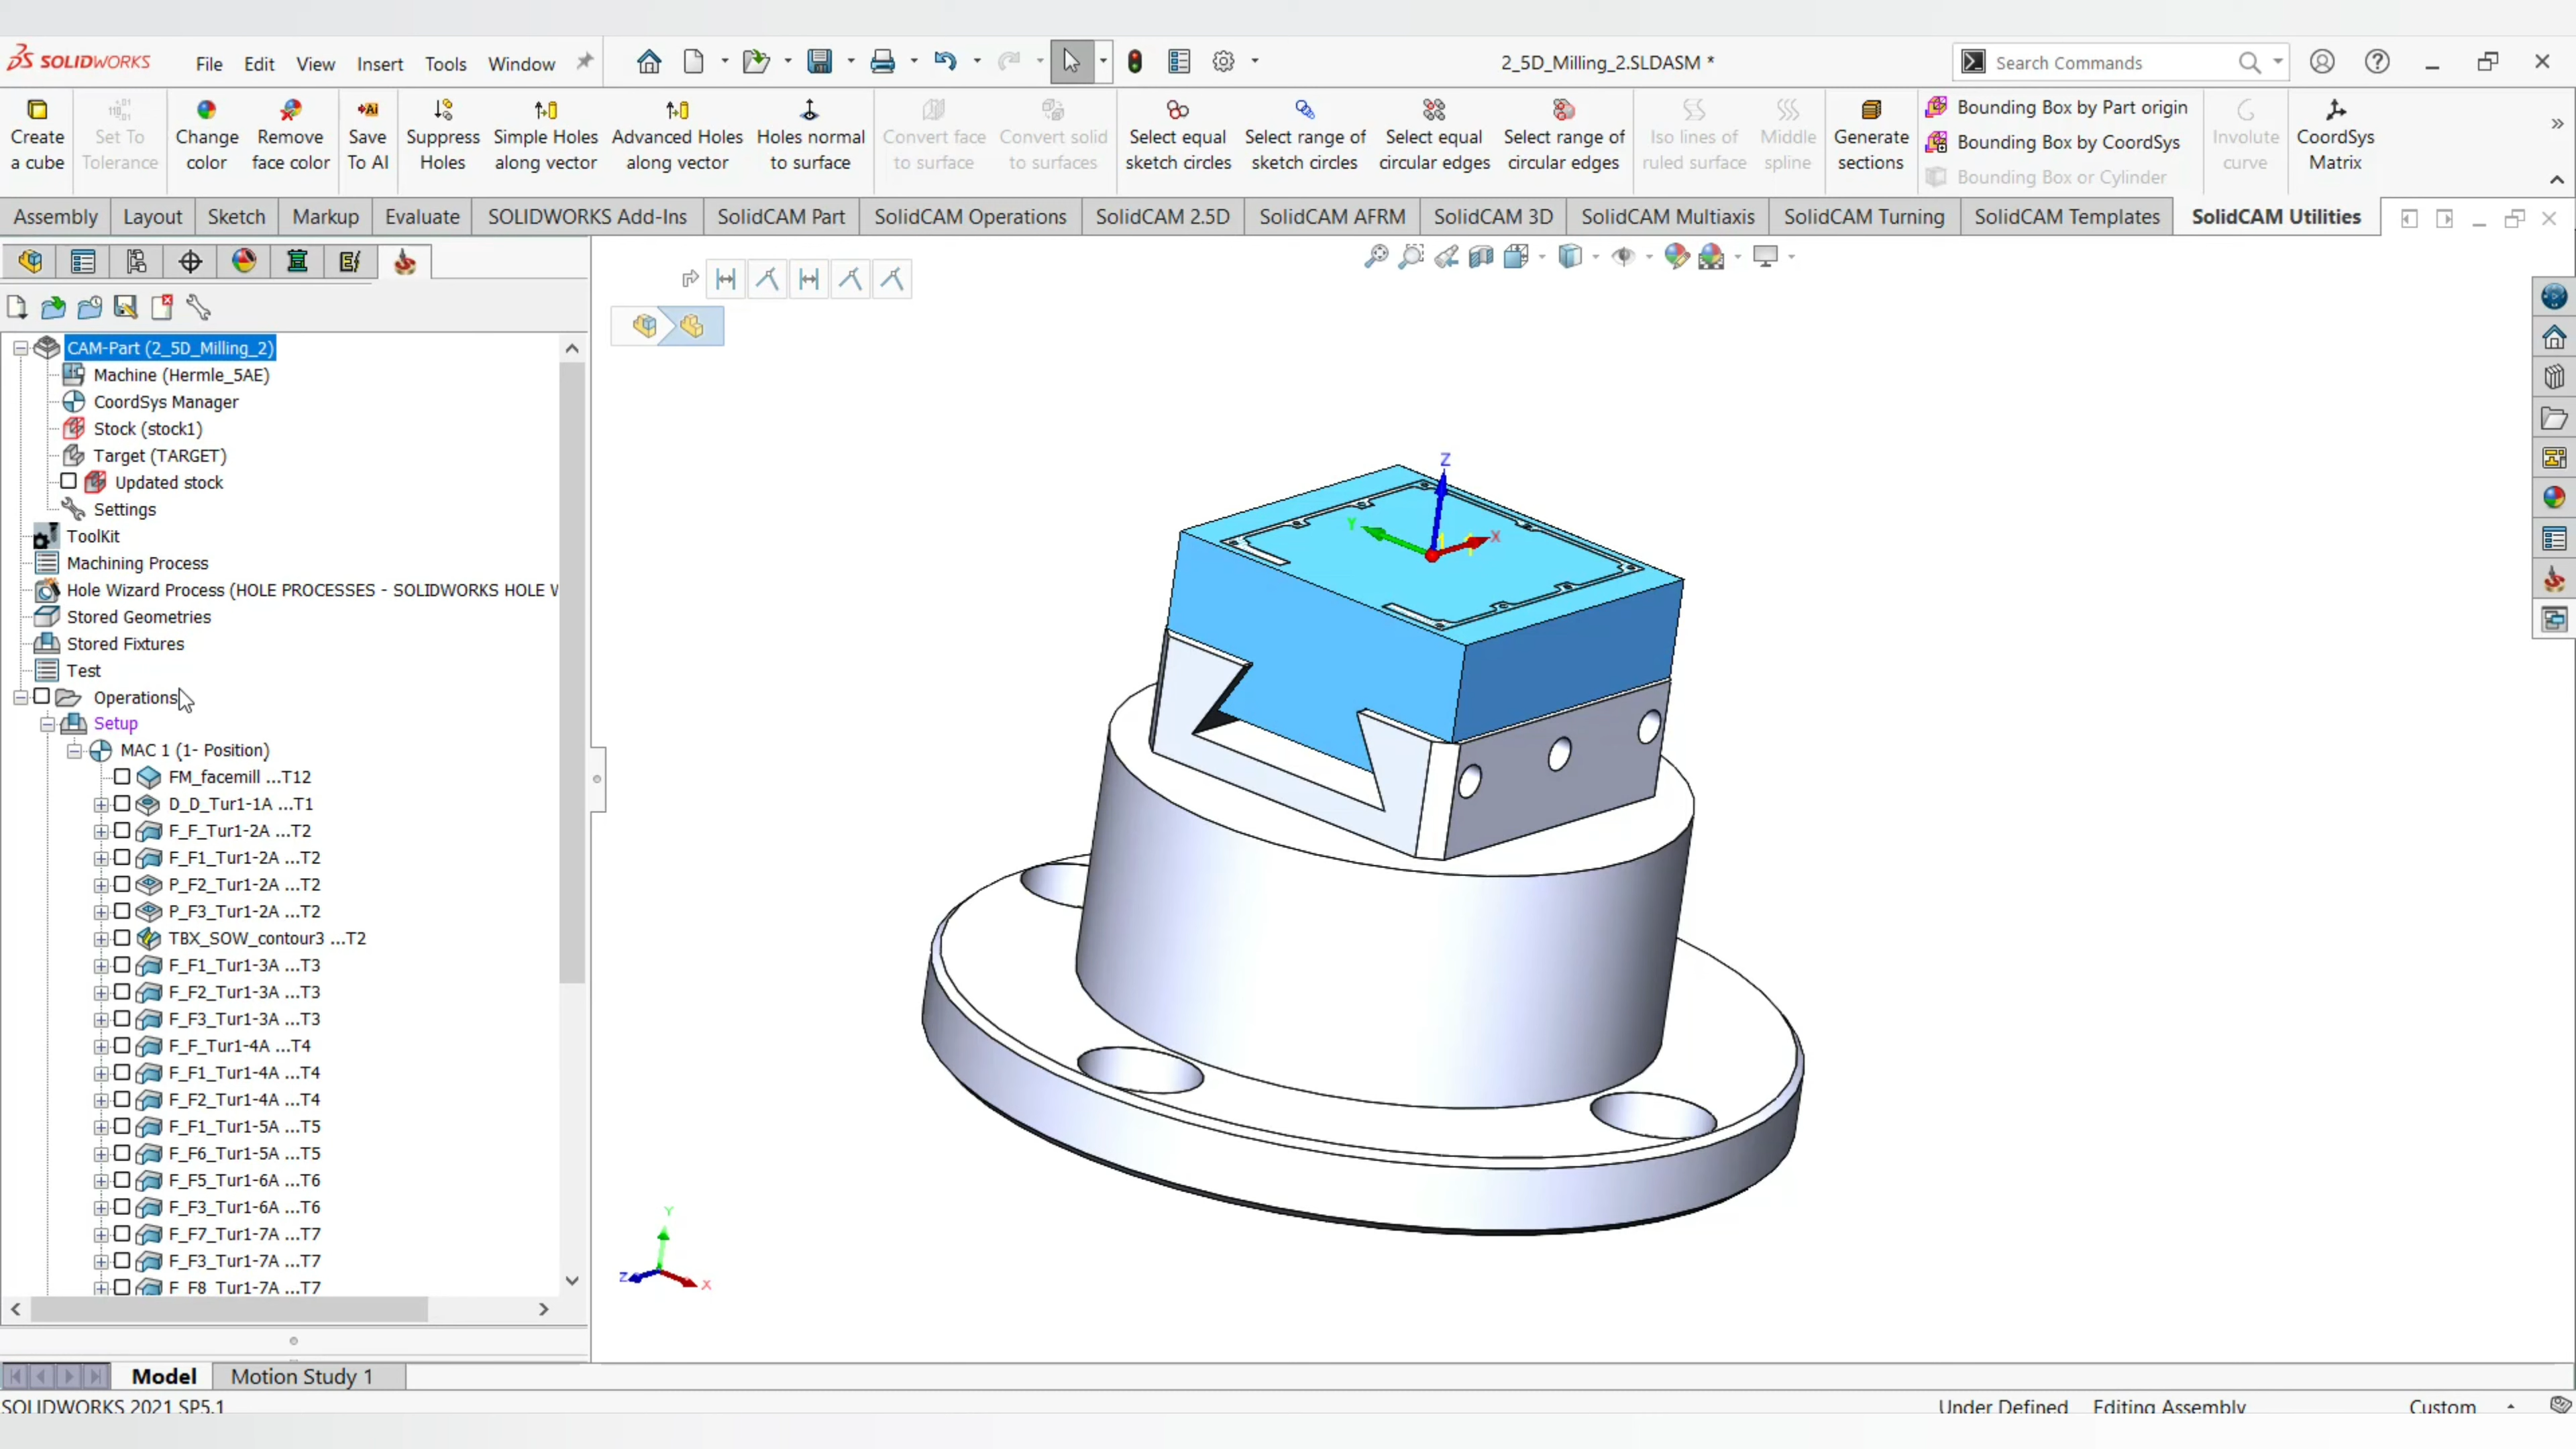 SOLIDWORKS File Edit View Insert Tools Window 2_5D_Milling_2.SLDASM * Search Commands
Create a cube
Set To Tolerance
Change color
Remove face color
Save To AI
Suppress Holes
Simple Holes along vector
Advanced Holes along vector
Holes normal to surface
Convert face to surface
Convert solid to surfaces
Select equal sketch circles
Select range of sketch circles
Select equal circular edges
Select range of circular edges
Iso lines of ruled surface
Middle spline
Generate sections
Bounding Box by Part origin
Bounding Box by CoordSys
Bounding Box or Cylinder
Involute curve
CoordSys Matrix
Assembly Layout Sketch Markup Evaluate SOLIDWORKS Add-Ins SolidCAM Part SolidCAM Operations SolidCAM 2.5D SolidCAM AFRM SolidCAM 3D SolidCAM Multiaxis SolidCAM Turning SolidCAM Templates SolidCAM Utilities
CAM-Part (2_5D_Milling_2)
Machine (Hermle_5AE)
CoordSys Manager
Stock (stock1)
Target (TARGET)
Updated stock
Settings
ToolKit
Machining Process
Hole Wizard Process (HOLE PROCESSES - SOLIDWORKS HOLE W
Stored Geometries
Stored Fixtures
Test
Operations
Setup
MAC 1 (1- Position)
FM_facemill ...T12
D_D_Tur1-1A ...T1
F_F_Tur1-2A ...T2
F_F1_Tur1-2A ...T2
P_F2_Tur1-2A ...T2
P_F3_Tur1-2A ...T2
TBX_SOW_contour3 ...T2
F_F1_Tur1-3A ...T3
F_F2_Tur1-3A ...T3
F_F3_Tur1-3A ...T3
F_F_Tur1-4A ...T4
F_F1_Tur1-4A ...T4
F_F2_Tur1-4A ...T4
F_F1_Tur1-5A ...T5
F_F6_Tur1-5A ...T5
F_F5_Tur1-6A ...T6
F_F3_Tur1-6A ...T6
F_F7_Tur1-7A ...T7
F_F3_Tur1-7A ...T7
F_F8_Tur1-7A ...T7
Z
Y
X
Y
Z
X
Model Motion Study 1
SOLIDWORKS 2021 SP5.1 Under Defined Editing Assembly Custom